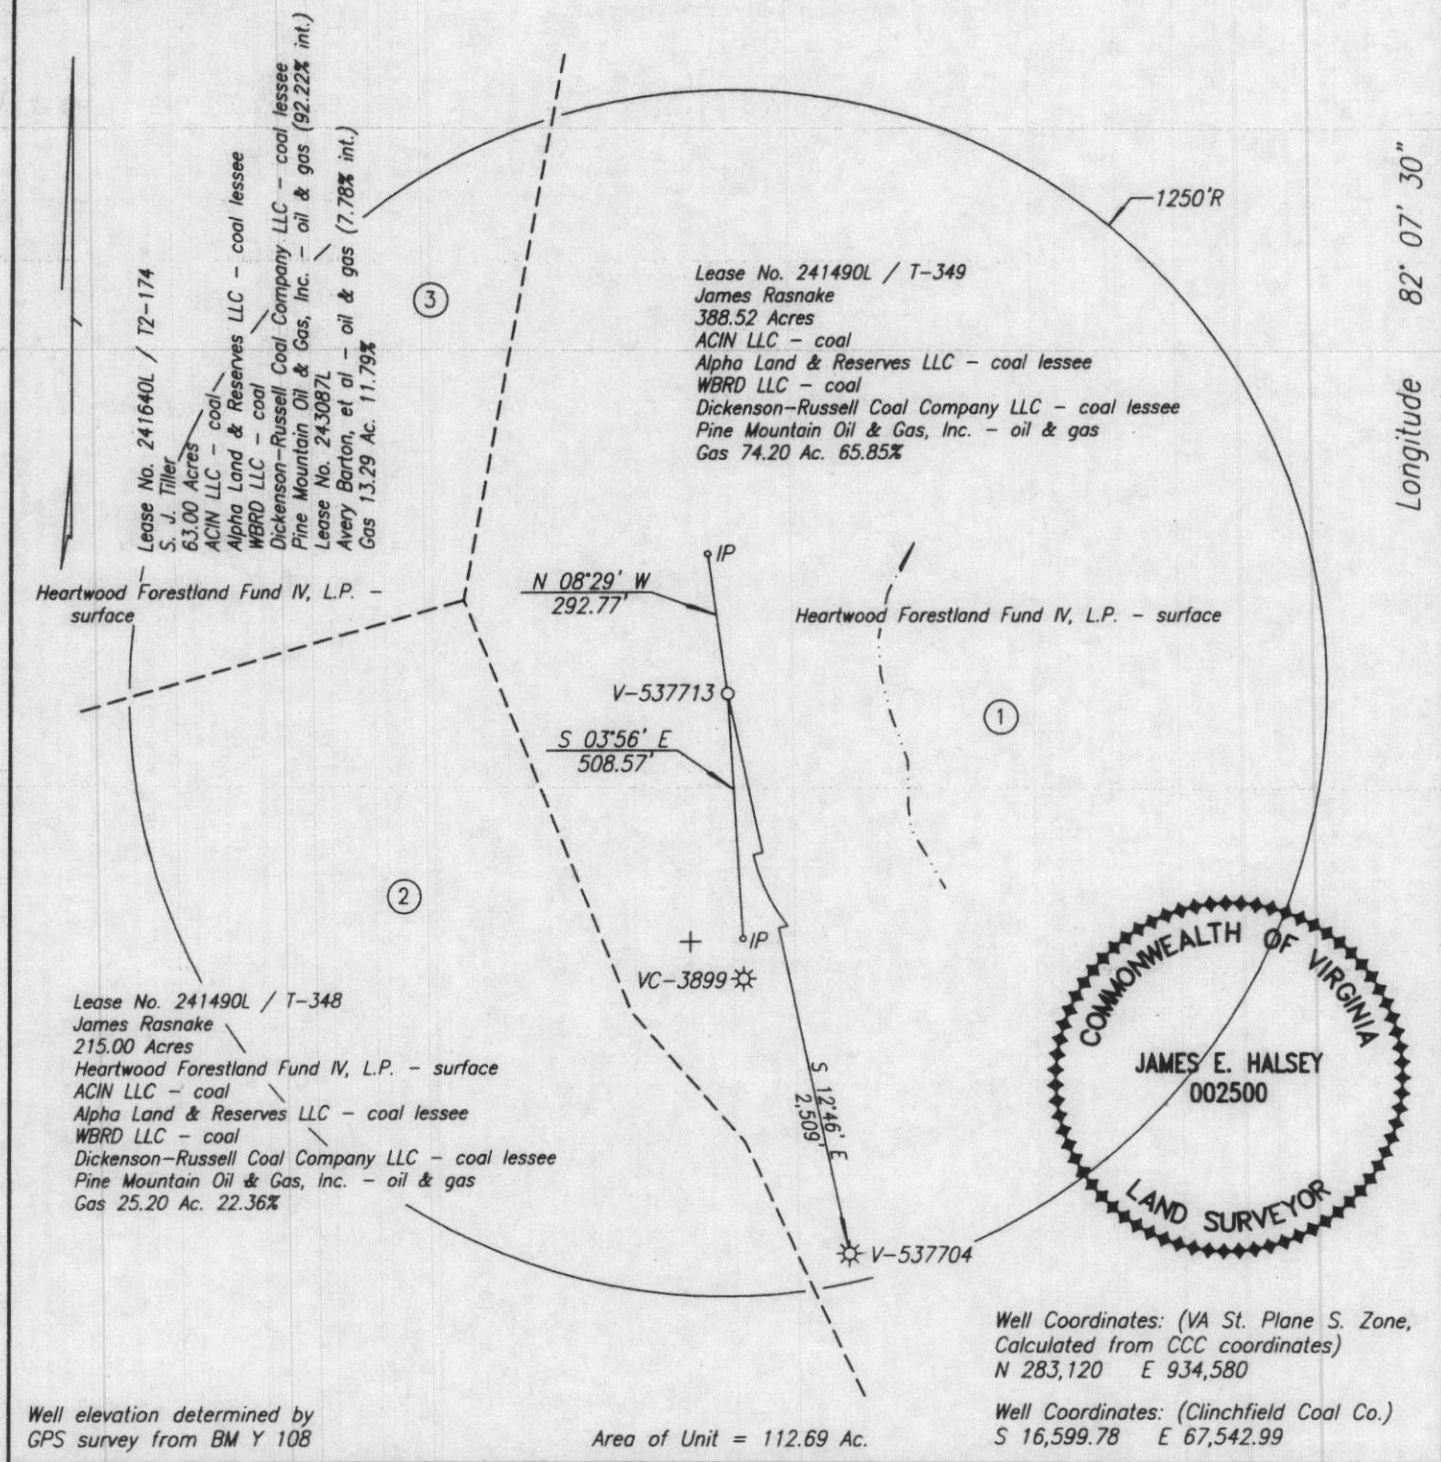 Lease No. 241640L / T2-174
S. J. Tiller
63.00 Acres
ACIN LLC - coal
Alpha Land & Reserves LLC - coal lessee
WBRD LLC - coal
Dickenson-Russell Coal Company LLC - coal lessee
Pine Mountain Oil & Gas, Inc. - oil & gas (92.22% int.)
Lease No. 243087L
Avery Barton, et al - oil & gas (7.78% int.)
Gas 13.29 Ac. 11.79%
Heartwood Forestland Fund IV, L.P. -
surface
3
1250'R
Longitude 82° 07' 30"
Lease No. 241490L / T-349
James Rasnake
388.52 Acres
ACIN LLC - coal
Alpha Land & Reserves LLC - coal lessee
WBRD LLC - coal
Dickenson-Russell Coal Company LLC - coal lessee
Pine Mountain Oil & Gas, Inc. - oil & gas
Gas 74.20 Ac. 65.85%
IP
N 08°29' W
292.77'
Heartwood Forestland Fund IV, L.P. - surface
V-537713
1
S 03°56' E
508.57'
2
IP
VC-3899
Lease No. 241490L / T-348
James Rasnake
215.00 Acres
Heartwood Forestland Fund IV, L.P. - surface
ACIN LLC - coal
Alpha Land & Reserves LLC - coal lessee
WBRD LLC - coal
Dickenson-Russell Coal Company LLC - coal lessee
Pine Mountain Oil & Gas, Inc. - oil & gas
Gas 25.20 Ac. 22.36%
S 12°46' E
2,509'
V-537704
COMMONWEALTH OF VIRGINIA
JAMES E. HALSEY
002500
LAND SURVEYOR
Well Coordinates: (VA St. Plane S. Zone,
Calculated from CCC coordinates)
N 283,120 E 934,580
Well Coordinates: (Clinchfield Coal Co.)
S 16,599.78 E 67,542.99
Well elevation determined by
GPS survey from BM Y 108
Area of Unit = 112.69 Ac.